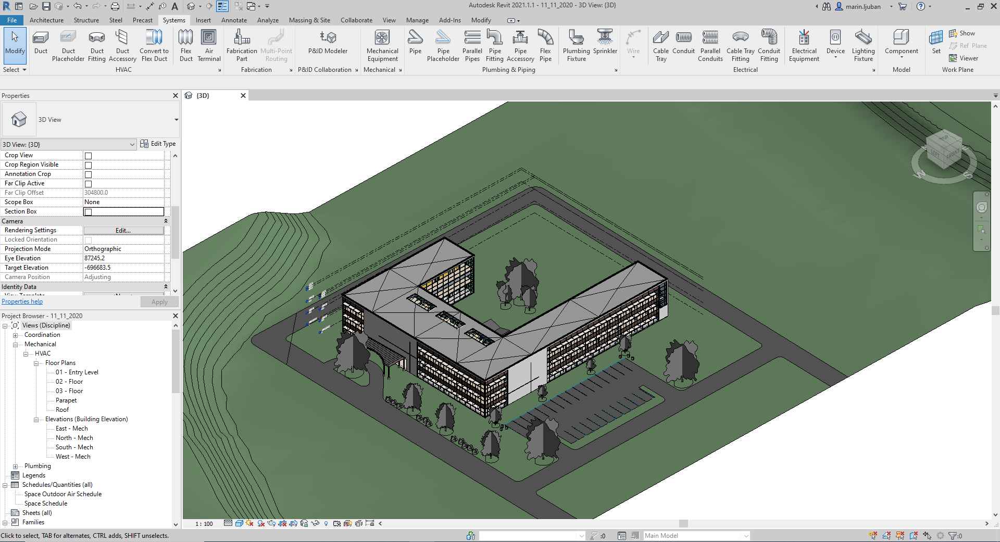 Autodesk Revit 2021.1.1 - 11_11_2020 - 3D View: {3D}
marin.ljuban
File Architecture Structure Steel Precast Systems Insert Annotate Analyze Massing & Site Collaborate View Manage Add-Ins Modify
Modify
Duct
Duct Placeholder
Duct Fitting
Duct Accessory
Convert to Flex Duct
Flex Duct
Air Terminal
Fabrication Part
Multi-Point Routing
P&ID Modeler
Mechanical Equipment
Pipe
Pipe Placeholder
Parallel Pipes
Pipe Fitting
Pipe Accessory
Flex Pipe
Plumbing Fixture
Sprinkler
Wire
Cable Tray
Conduit
Parallel Conduits
Cable Tray Fitting
Conduit Fitting
Electrical Equipment
Device
Lighting Fixture
Component
Set
Show
Ref Plane
Viewer
Select HVAC Fabrication P&ID Collaboration Mechanical Plumbing & Piping Electrical Model Work Plane
Properties
{3D}
3D View
3D View: {3D}
Edit Type
Crop View
Crop Region Visible
Annotation Crop
Far Clip Active
Far Clip Offset 304800.0
Scope Box None
Section Box
Camera
Rendering Settings Edit...
Locked Orientation
Projection Mode Orthographic
Eye Elevation 87245.2
Target Elevation -696683.5
Camera Position Adjusting
Identity Data
Properties help
Apply
Project Browser - 11_11_2020
Views (Discipline)
Coordination
Mechanical
HVAC
Floor Plans
01 - Entry Level
02 - Floor
03 - Floor
Parapet
Roof
Elevations (Building Elevation)
East - Mech
North - Mech
South - Mech
West - Mech
Plumbing
Legends
Schedules/Quantities (all)
Space Outdoor Air Schedule
Space Schedule
Sheets (all)
Families
TOP
LEFT
FRONT
W
S
E
1 : 100
Click to select, TAB for alternates, CTRL adds, SHIFT unselects.
:0
Main Model
:0